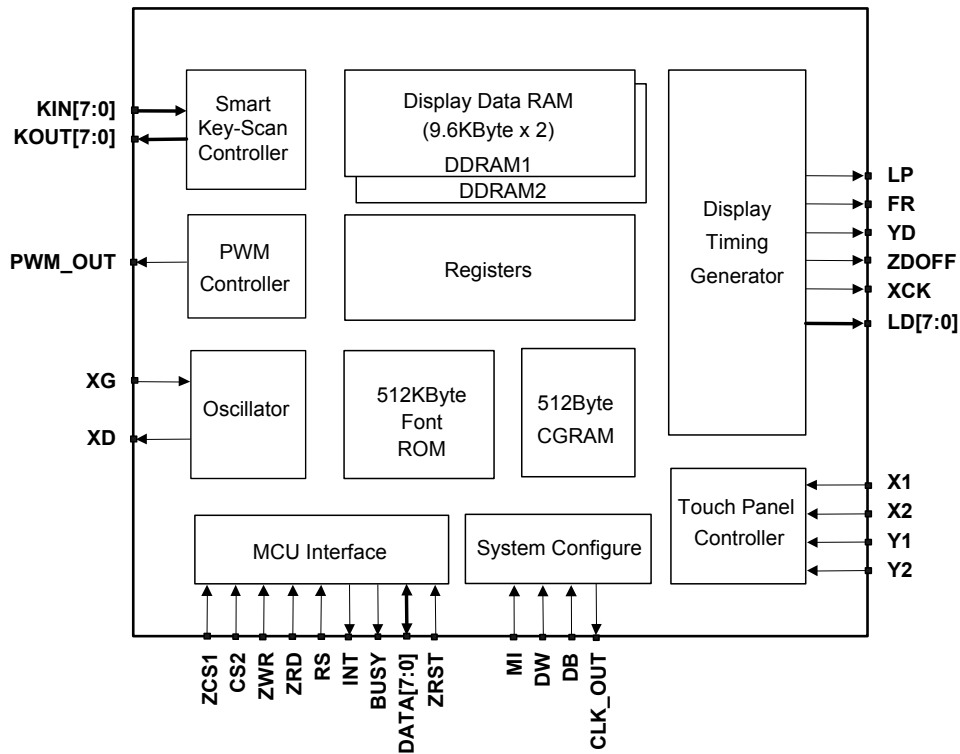 KIN[7:0]
KOUT[7:0]
Smart
Key-Scan
Controller
Display Data RAM
(9.6KByte x 2)
DDRAM1
DDRAM2
Display
Timing
Generator
LP
FR
YD
ZDOFF
XCK
LD[7:0]
PWM_OUT
PWM
Controller
Registers
XG
XD
Oscillator
512KByte
Font
ROM
512Byte
CGRAM
Touch Panel
Controller
X1
X2
Y1
Y2
MCU Interface
System Configure
ZCS1
CS2
ZWR
ZRD
RS
INT
BUSY
DATA[7:0]
ZRST
MI
DW
DB
CLK_OUT